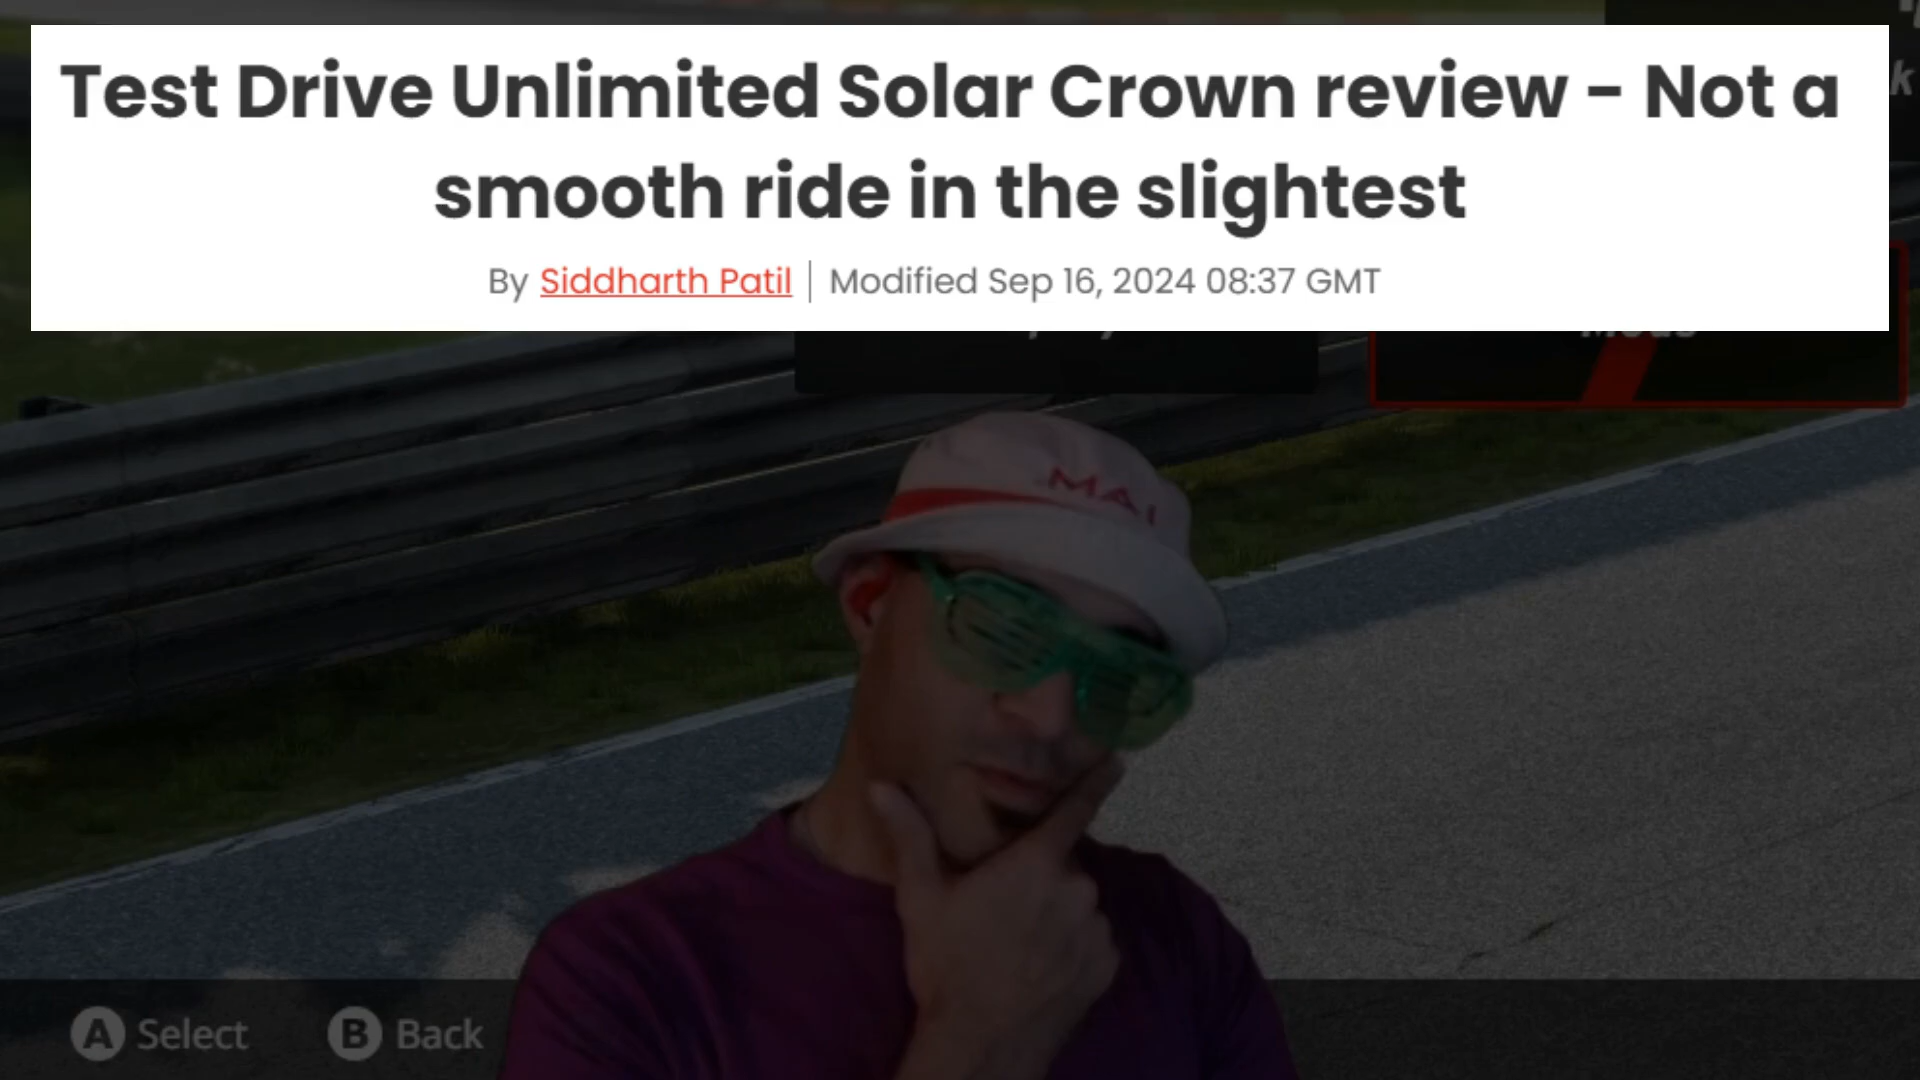 Test Drive Unlimited Solar Crown review - Not a
smooth ride in the slightest
By Siddharth Patil | Modified Sep 16, 2024 08:37 GMT
MAI
A Select B Back